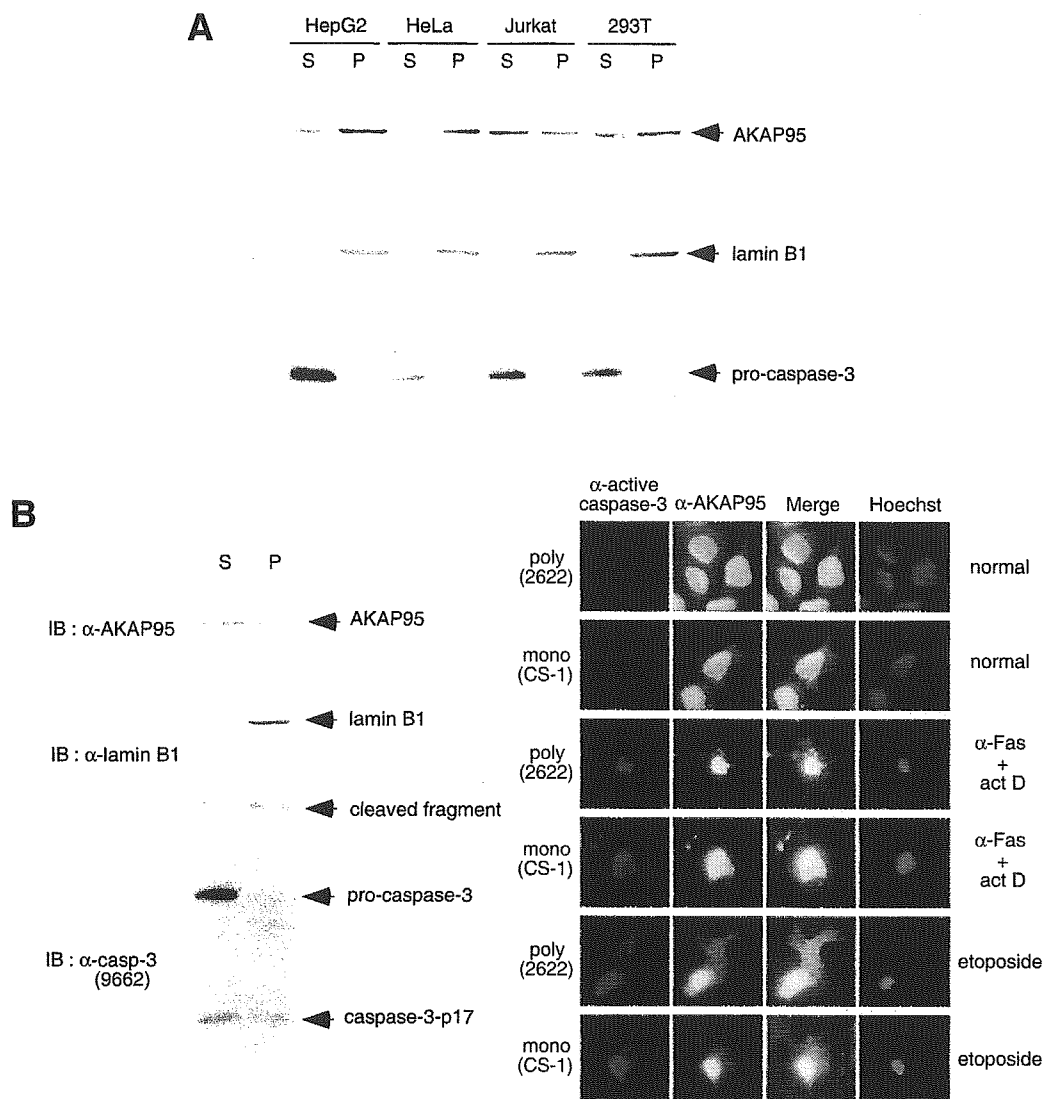 A
HepG2 HeLa Jurkat 293T
S P S P S P S P
AKAP95
lamin B1
pro-caspase-3
B
S P
IB : α-AKAP95
AKAP95
lamin B1
IB : α-lamin B1
cleaved fragment
pro-caspase-3
IB : α-casp-3
(9662)
caspase-3-p17
α-active
caspase-3 α-AKAP95 Merge Hoechst
poly
(2622)
normal
mono
(CS-1)
normal
poly
(2622)
α-Fas
+
act D
mono
(CS-1)
α-Fas
+
act D
poly
(2622)
etoposide
mono
(CS-1)
etoposide